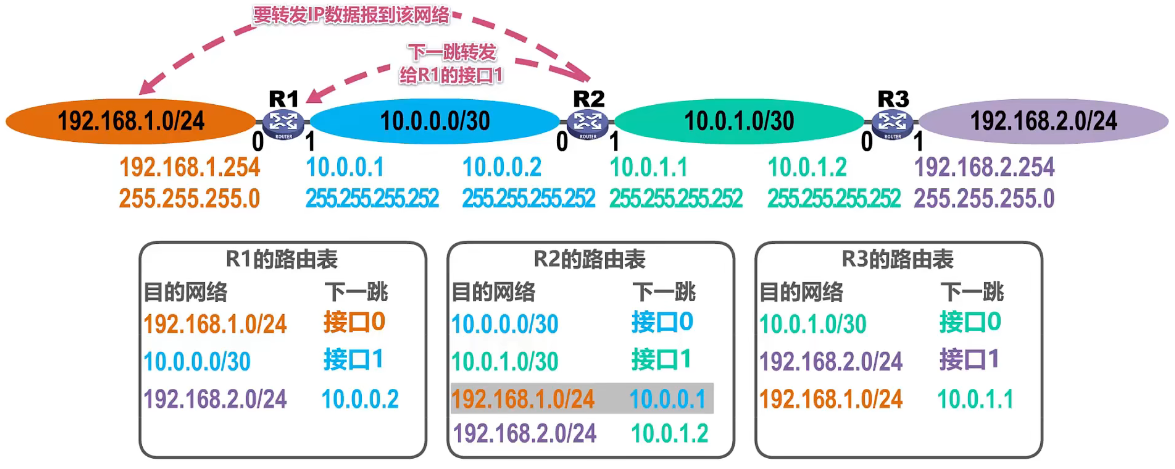 要转发IP数据报到该网络
下一跳转发
给R1的接口1
R1 R2 R3
192.168.1.0/24 10.0.0.0/30 10.0.1.0/30 192.168.2.0/24
ROUTER ROUTER ROUTER
0 1 0 1 0 1
192.168.1.254 10.0.0.1 10.0.0.2 10.0.1.1 10.0.1.2 192.168.2.254
255.255.255.0 255.255.255.252 255.255.255.252 255.255.255.252 255.255.255.252 255.255.255.0
R1的路由表
目的网络 下一跳
192.168.1.0/24 接口0
10.0.0.0/30 接口1
192.168.2.0/24 10.0.0.2
R2的路由表
目的网络 下一跳
10.0.0.0/30 接口0
10.0.1.0/30 接口1
192.168.1.0/24 10.0.0.1
192.168.2.0/24 10.0.1.2
R3的路由表
目的网络 下一跳
10.0.1.0/30 接口0
192.168.2.0/24 接口1
192.168.1.0/24 10.0.1.1